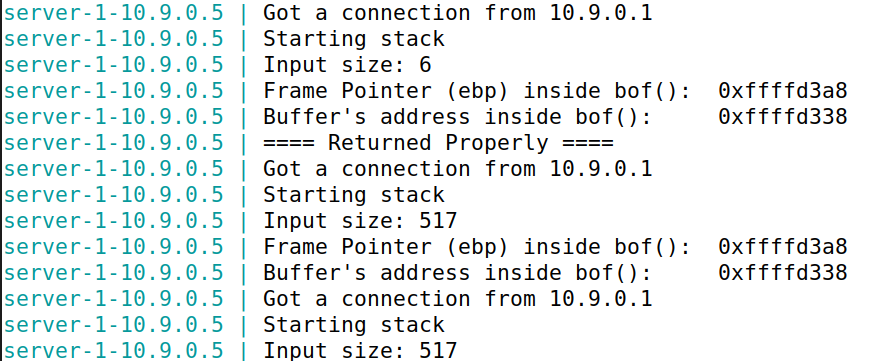 server-1-10.9.0.5 | Got a connection from 10.9.0.1
server-1-10.9.0.5 | Starting stack
server-1-10.9.0.5 | Input size: 6
server-1-10.9.0.5 | Frame Pointer (ebp) inside bof():  0xffffd3a8
server-1-10.9.0.5 | Buffer's address inside bof():     0xffffd338
server-1-10.9.0.5 | ==== Returned Properly ====
server-1-10.9.0.5 | Got a connection from 10.9.0.1
server-1-10.9.0.5 | Starting stack
server-1-10.9.0.5 | Input size: 517
server-1-10.9.0.5 | Frame Pointer (ebp) inside bof():  0xffffd3a8
server-1-10.9.0.5 | Buffer's address inside bof():     0xffffd338
server-1-10.9.0.5 | Got a connection from 10.9.0.1
server-1-10.9.0.5 | Starting stack
server-1-10.9.0.5 | Input size: 517